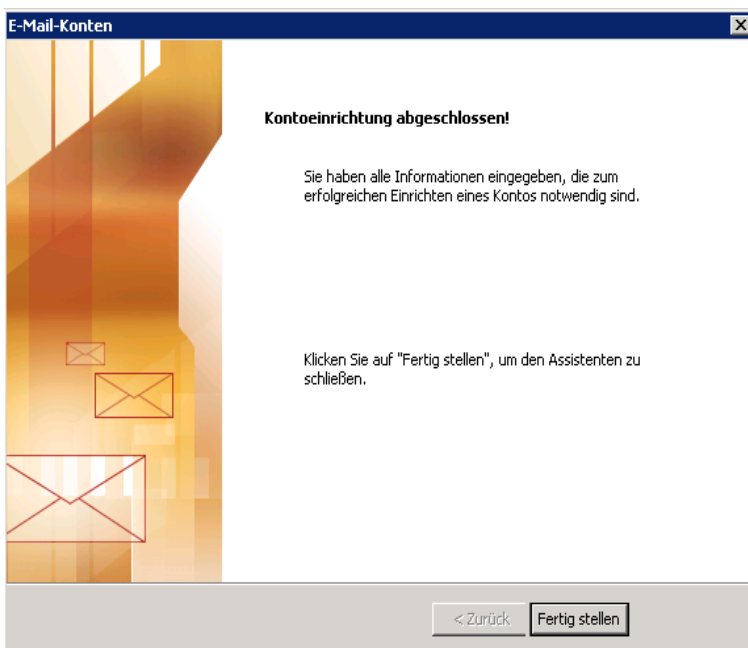 E-Mail-Konten
Kontoeinrichtung abgeschlossen!
Sie haben alle Informationen eingegeben, die zum
erfolgreichen Einrichten eines Kontos notwendig sind.
Klicken Sie auf "Fertig stellen", um den Assistenten zu
schließen.
< Zurück
Fertig stellen